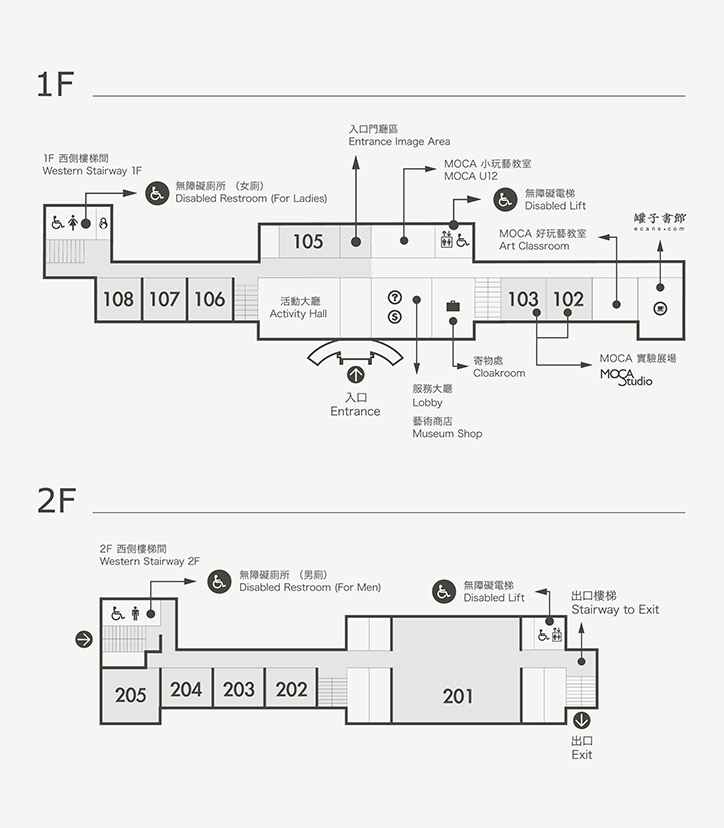 1F
入口門廳區
Entrance Image Area
1F 西側樓梯間
Western Stairway 1F
無障礙廁所 （女廁）
Disabled Restroom (For Ladies)
MOCA 小玩藝教室
MOCA U12
無障礙電梯
Disabled Lift
MOCA 好玩藝教室
Art Classroom
罐子書館
ecans.com
105
108
107
106
活動大廳
Activity Hall
?
$
103
102
入口
Entrance
服務大廳
Lobby
藝術商店
Museum Shop
寄物處
Cloakroom
MOCA 實驗展場
MOCA Studio
2F
2F 西側樓梯間
Western Stairway 2F
無障礙廁所 （男廁）
Disabled Restroom (For Men)
無障礙電梯
Disabled Lift
出口樓梯
Stairway to Exit
205
204
203
202
201
出口
Exit